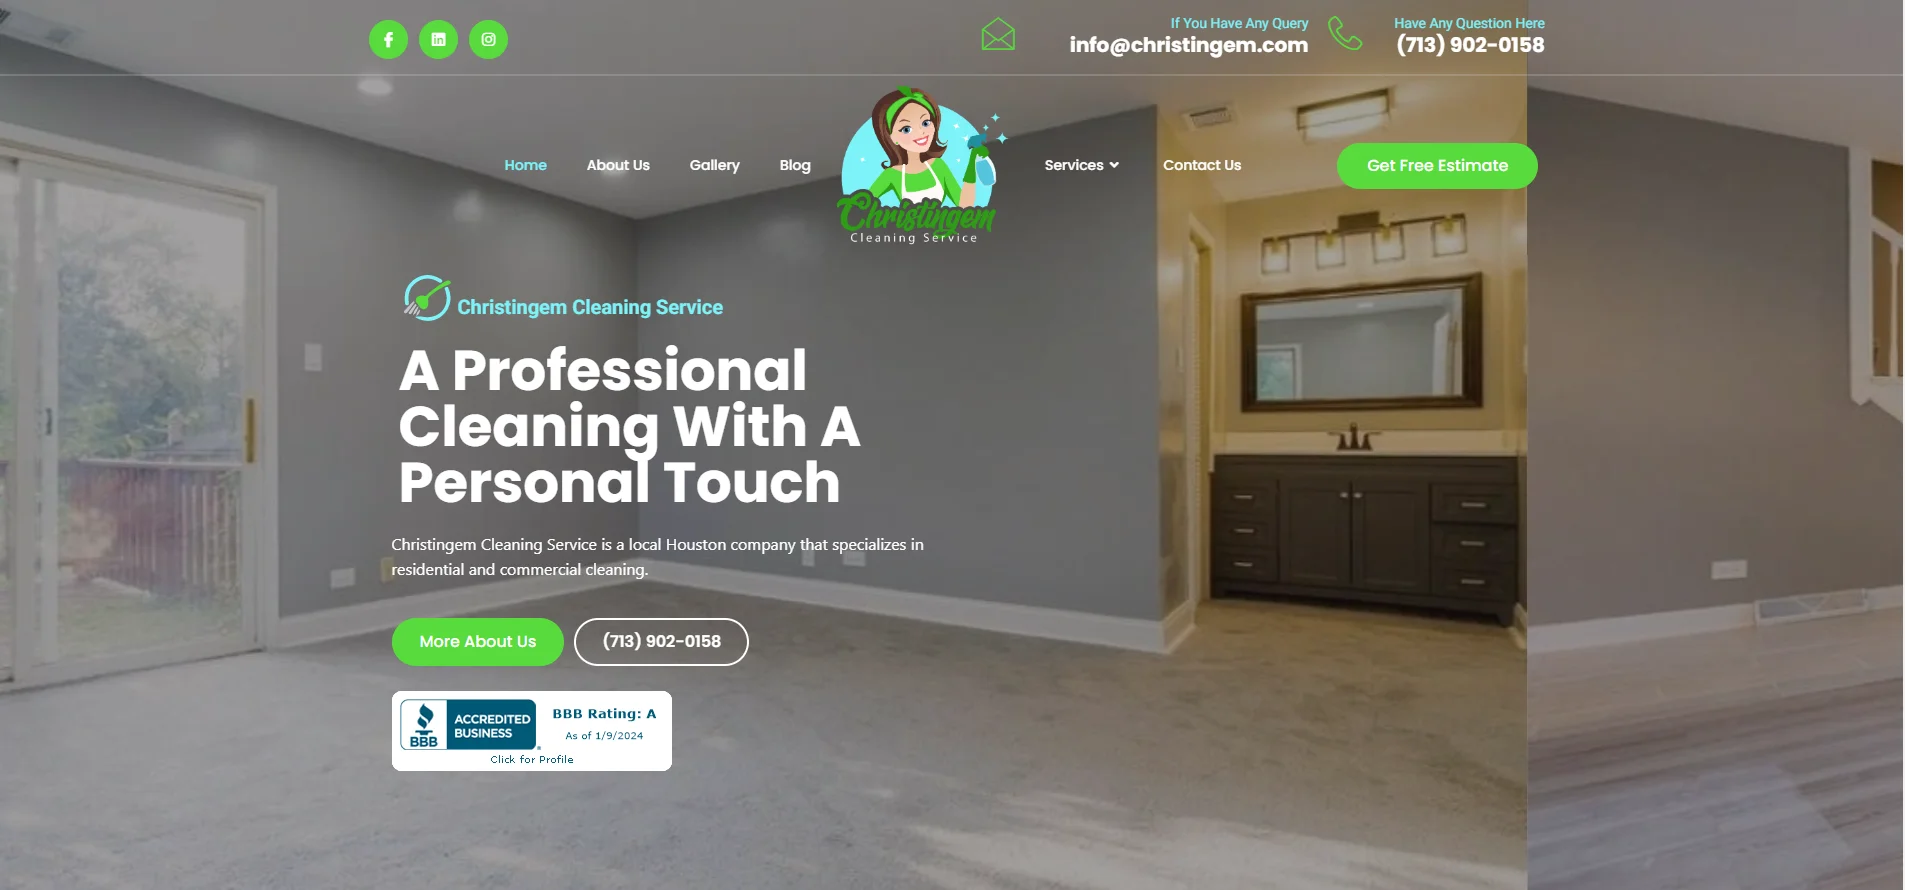 If You Have Any Query
info@christingem.com
Have Any Question Here
(713) 902-0158
Home
About Us
Gallery
Blog
Christingem
Cleaning Service
Services
Contact Us
Get Free Estimate
Christingem Cleaning Service
A Professional
Cleaning With A
Personal Touch
Christingem Cleaning Service is a local Houston company that specializes in
residential and commercial cleaning.
More About Us
(713) 902-0158
BBB
ACCREDITED
BUSINESS
BBB Rating: A
As of 1/9/2024
Click for Profile